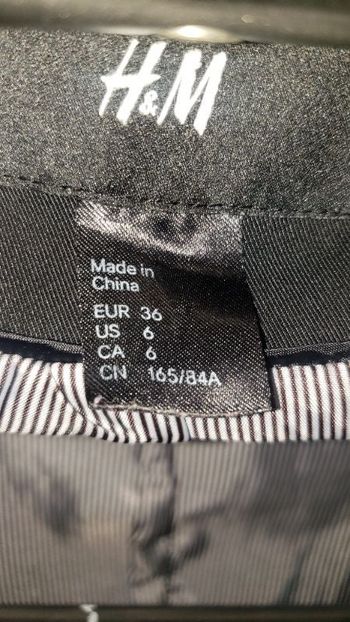 H&M
Made in
China
EUR 36
US 6
CA 6
CN 165/84A